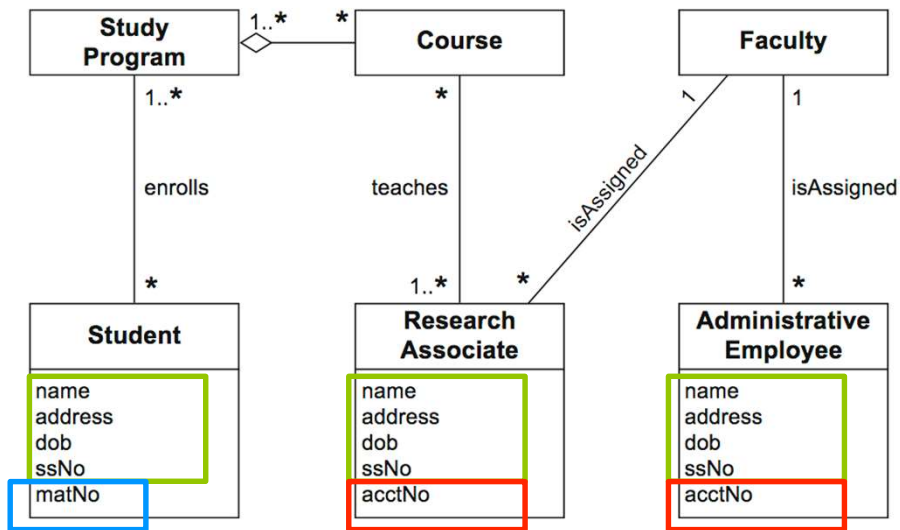 Study
Program
1..*
*
Course
Faculty
1..*
*
1
1
enrolls
teaches
isAssigned
isAssigned
*
1..*
*
*
Student
Research
Associate
Administrative
Employee
name
address
dob
ssNo
matNo
name
address
dob
ssNo
acctNo
name
address
dob
ssNo
acctNo